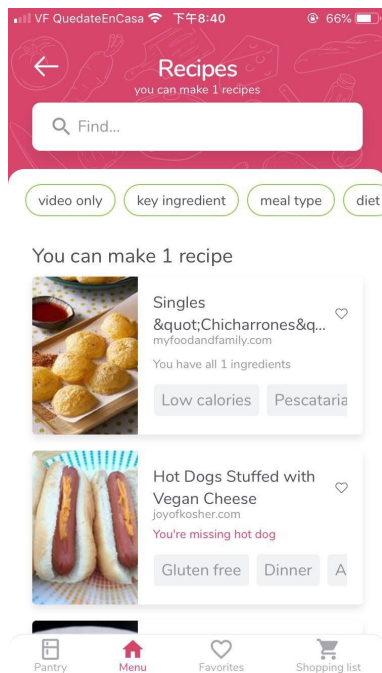 VF QuedateEnCasa 下午8:40 66%
Recipes
you can make 1 recipes
Find...
video only key ingredient meal type diet
You can make 1 recipe
Singles
&quot;Chicharrones&q...
myfoodandfamily.com
You have all 1 ingredients
Low calories Pescataria
Hot Dogs Stuffed with
Vegan Cheese
joyofkosher.com
You're missing hot dog
Gluten free Dinner A
Pantry Menu Favorites Shopping list